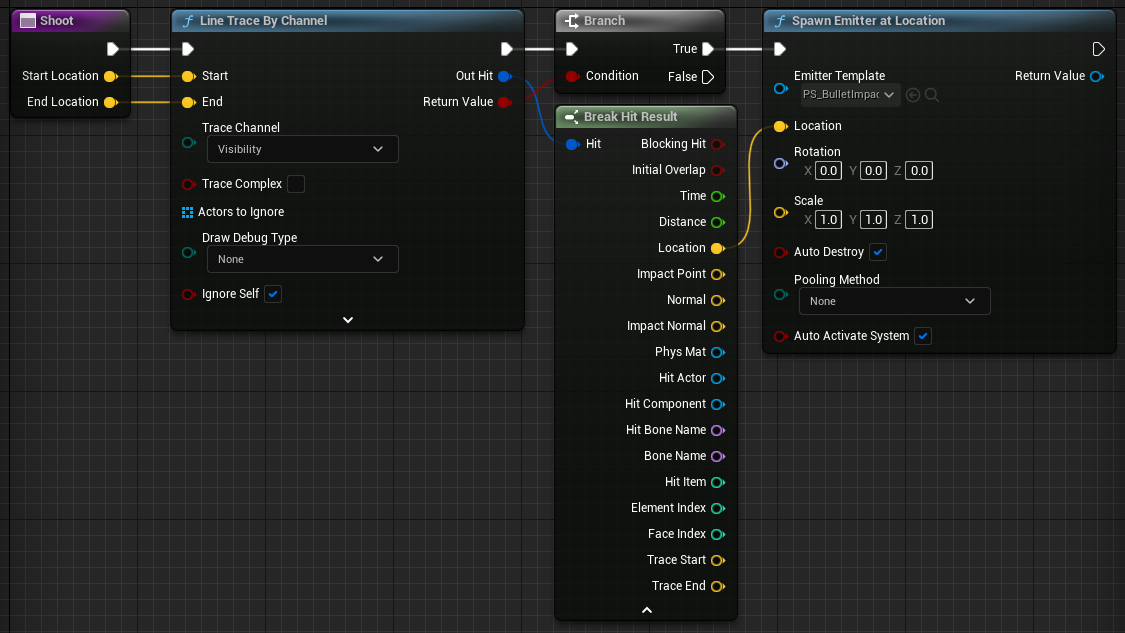 Shoot
Start Location
End Location
Line Trace By Channel
Start
Out Hit
End
Return Value
Trace Channel
Visibility
Trace Complex
Actors to Ignore
Draw Debug Type
None
Ignore Self
Branch
True
Condition
False
Break Hit Result
Hit
Blocking Hit
Initial Overlap
Time
Distance
Location
Impact Point
Normal
Impact Normal
Phys Mat
Hit Actor
Hit Component
Hit Bone Name
Bone Name
Hit Item
Element Index
Face Index
Trace Start
Trace End
Spawn Emitter at Location
Emitter Template
Return Value
PS_BulletImpac
Location
Rotation
X 0.0 Y 0.0 Z 0.0
Scale
X 1.0 Y 1.0 Z 1.0
Auto Destroy
Pooling Method
None
Auto Activate System